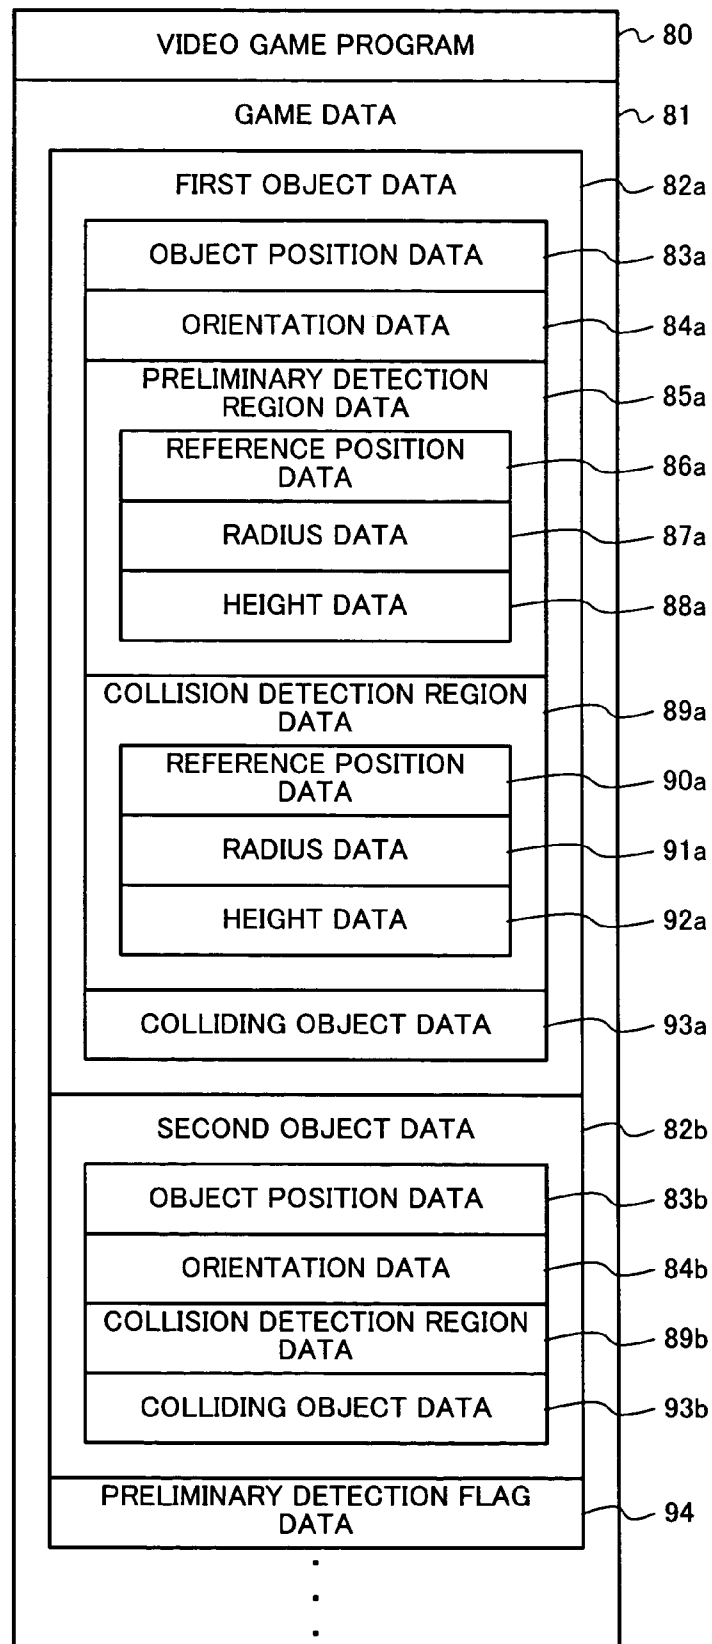 VIDEO GAME PROGRAM 80
GAME DATA 81
FIRST OBJECT DATA 82a
OBJECT POSITION DATA 83a
ORIENTATION DATA 84a
PRELIMINARY DETECTION
REGION DATA 85a
REFERENCE POSITION
DATA 86a
RADIUS DATA 87a
HEIGHT DATA 88a
COLLISION DETECTION REGION
DATA 89a
REFERENCE POSITION
DATA 90a
RADIUS DATA 91a
HEIGHT DATA 92a
COLLIDING OBJECT DATA 93a
SECOND OBJECT DATA 82b
OBJECT POSITION DATA 83b
ORIENTATION DATA 84b
COLLISION DETECTION REGION
DATA 89b
COLLIDING OBJECT DATA 93b
PRELIMINARY DETECTION FLAG
DATA 94